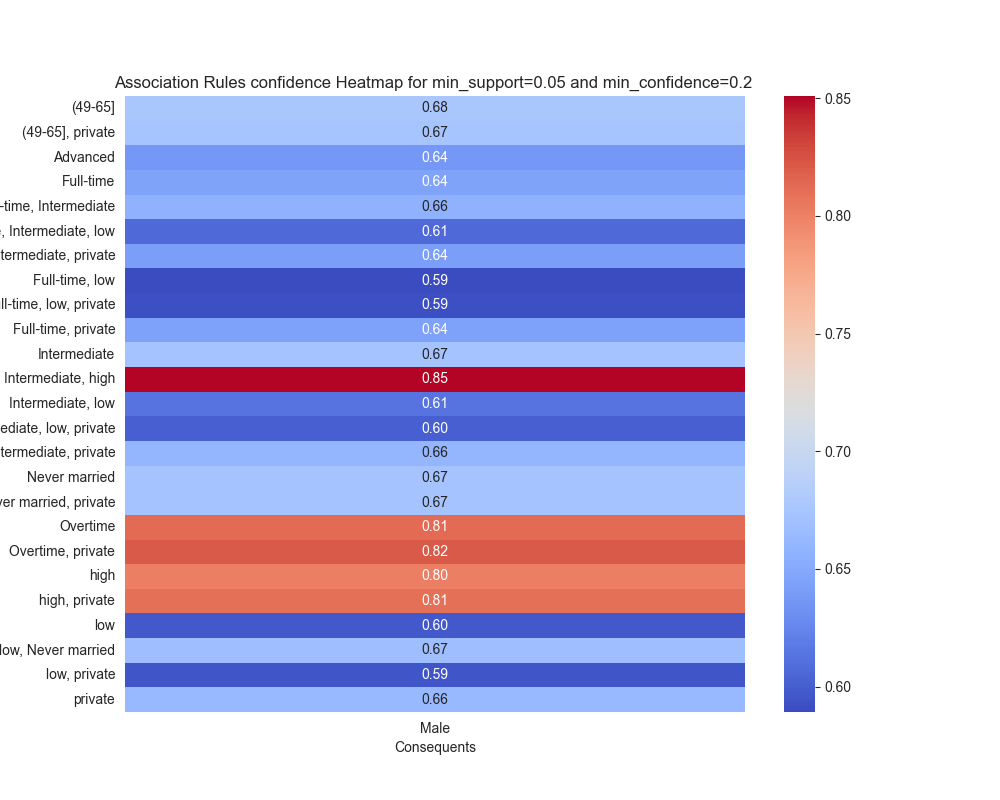 Association Rules confidence Heatmap for min_support=0.05 and min_confidence=0.2
(49-65] 0.68
(49-65], private 0.67
Advanced 0.64
Full-time 0.64
-time, Intermediate 0.66
, Intermediate, low 0.61
termediate, private 0.64
Full-time, low 0.59
ll-time, low, private 0.59
Full-time, private 0.64
Intermediate 0.67
Intermediate, high 0.85
Intermediate, low 0.61
ediate, low, private 0.60
termediate, private 0.66
Never married 0.67
ver married, private 0.67
Overtime 0.81
Overtime, private 0.82
high 0.80
high, private 0.81
low 0.60
low, Never married 0.67
low, private 0.59
private 0.66
Male
Consequents
0.85
0.80
0.75
0.70
0.65
0.60